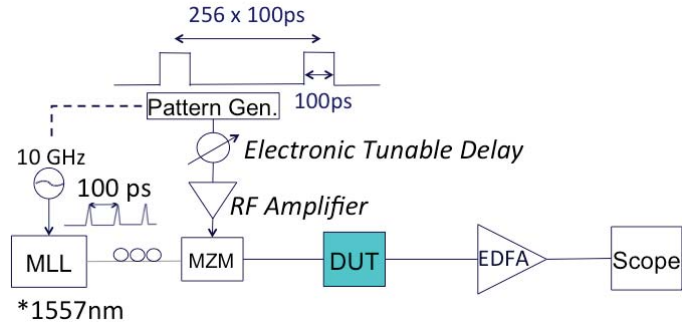 256 x 100ps
100ps
Pattern Gen.
Electronic Tunable Delay
10 GHz
100 ps
RF Amplifier
MLL
MZM
DUT
EDFA
Scope
*1557nm